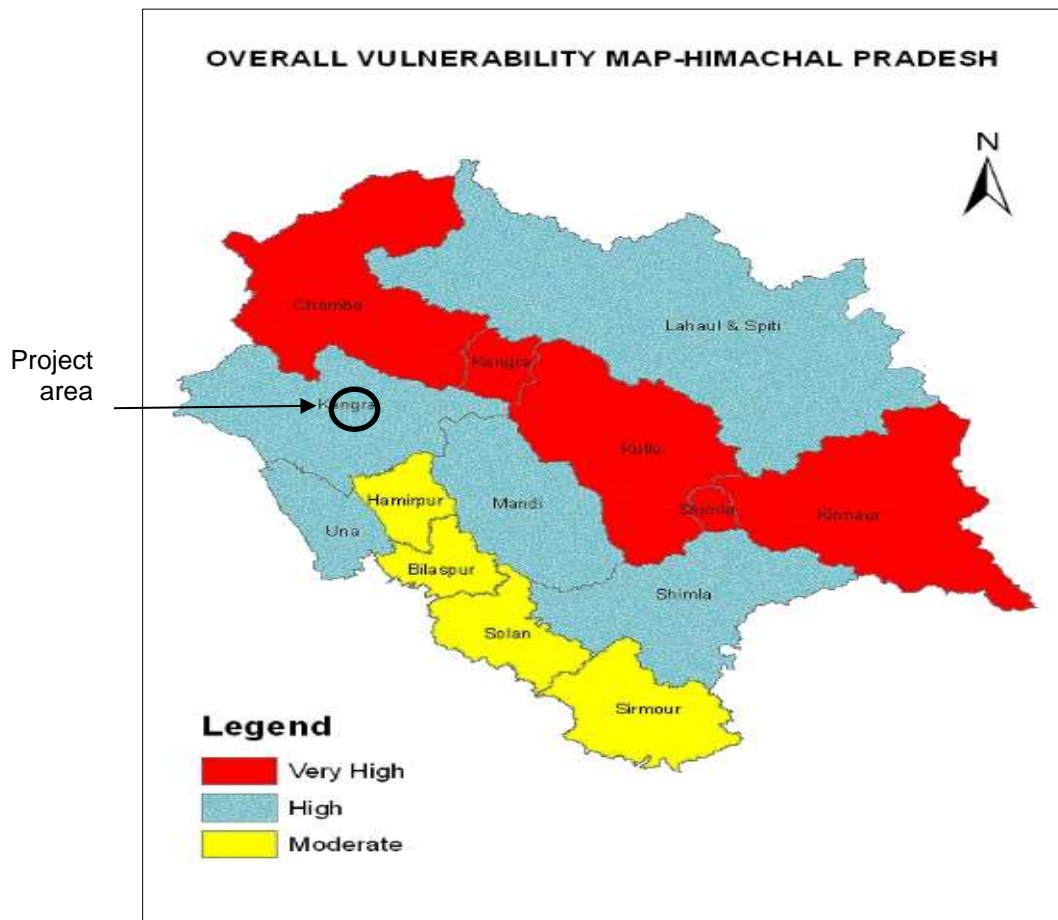 OVERALL VULNERABILITY MAP-HIMACHAL PRADESH
N
Chamba
Lahaul & Spiti
Kangra
Project
area
Kangra
Kullu
Hamirpur
Mandi
Shimla
Kinnaur
Una
Bilaspur
Shimla
Solan
Sirmour
Legend
Very High
High
Moderate